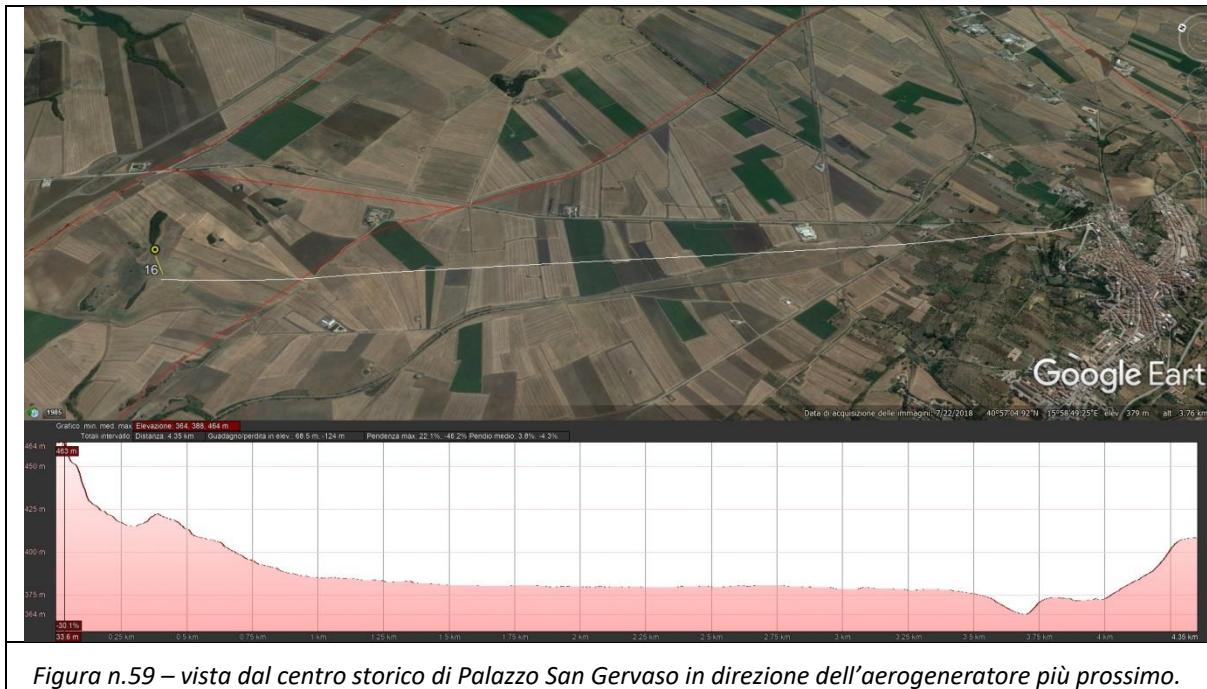 16
Google Eart
1985
Data di acquisizione delle immagini: 7/22/2018 40°57'04.92"N 15°58'49.25"E elev 379 m alt 3.76 km
Grafico: min, med, max Elevazione: 364, 388, 464 m
Totali intervallo: Distanza: 4.35 km Guadagno/perdita in elev.: 68.5 m, -124 m Pendenza max: 22.1%, -46.2% Pendio medio: 3.8%, -4.3%
464 m
463 m
450 m
425 m
400 m
375 m
364 m
-30.1%
33.6 m 0.25 km 0.5 km 0.75 km 1 km 1.25 km 1.5 km 1.75 km 2 km 2.25 km 2.5 km 2.75 km 3 km 3.25 km 3.5 km 3.75 km 4 km 4.35 km
Figura n.59 – vista dal centro storico di Palazzo San Gervaso in direzione dell'aerogeneratore più prossimo.